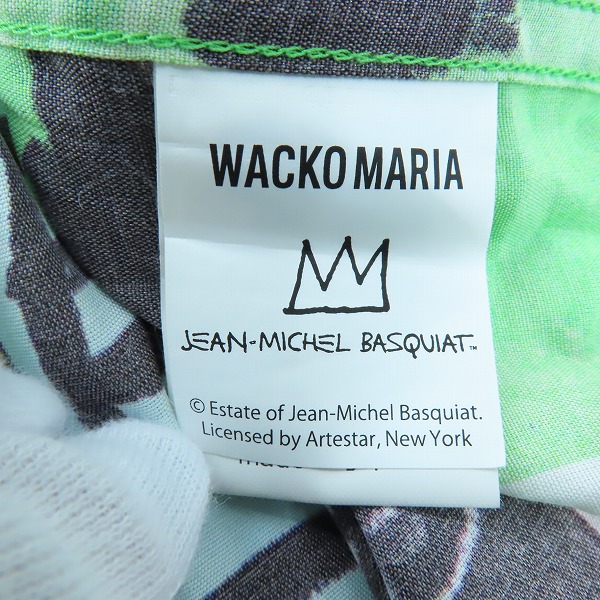 WACKO MARIA
JEAN-MICHEL BASQUIAT™
© Estate of Jean-Michel Basquiat.
Licensed by Artestar, New York